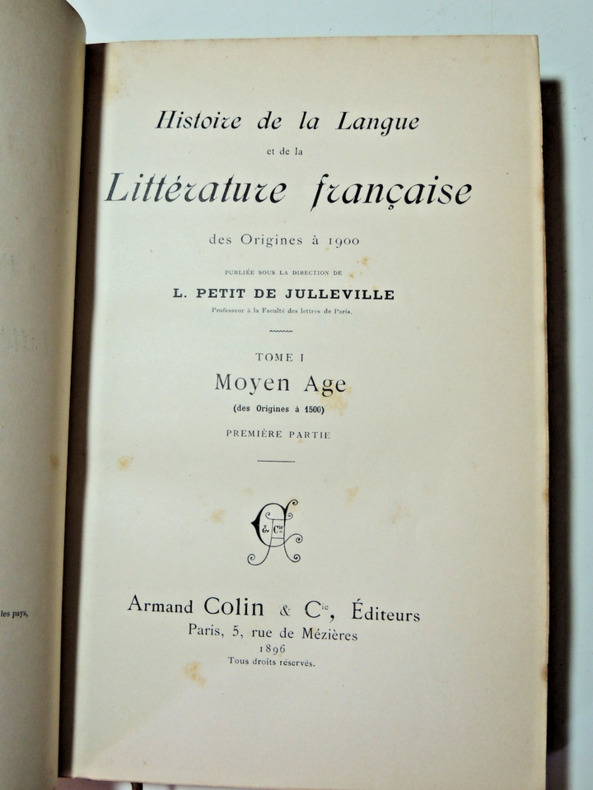 Histoire de la Langue
et de la
Littérature française
des Origines à 1900
PUBLIÉE SOUS LA DIRECTION DE
L. PETIT DE JULLEVILLE
Professeur à la Faculté des lettres de Paris.
TOME I
Moyen Age
(des Origines à 1500)
PREMIÈRE PARTIE
& Cie
Armand Colin & Cie, Éditeurs
Paris, 5, rue de Mézières
1896
Tous droits réservés.
les pays,